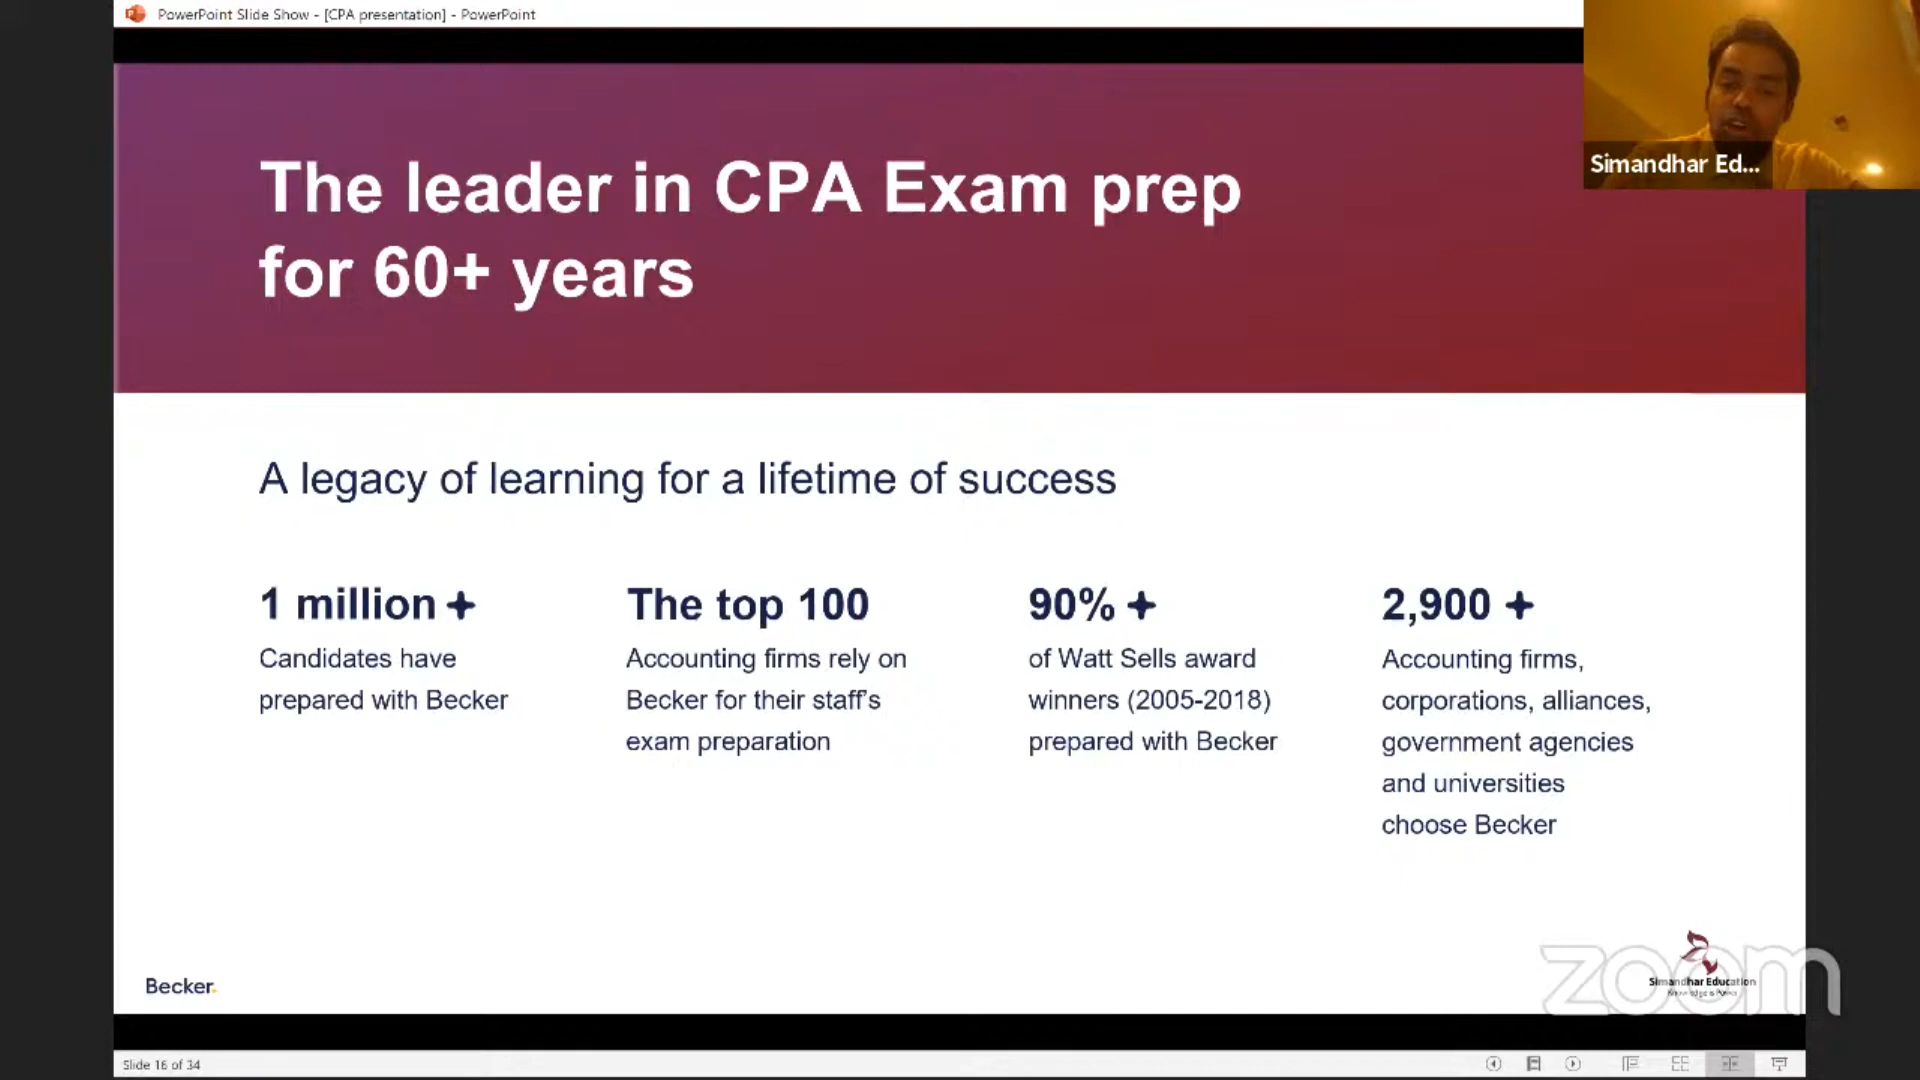 PowerPoint Slide Show - [CPA presentation] - PowerPoint
Simandhar Ed...
The leader in CPA Exam prep
for 60+ years
A legacy of learning for a lifetime of success
1 million +
Candidates have
prepared with Becker
The top 100
Accounting firms rely on
Becker for their staff's
exam preparation
90% +
of Watt Sells award
winners (2005-2018)
prepared with Becker
2,900 +
Accounting firms,
corporations, alliances,
government agencies
and universities
choose Becker
Becker.
Simandhar Education
Knowledge is Power
zoom
Slide 16 of 34